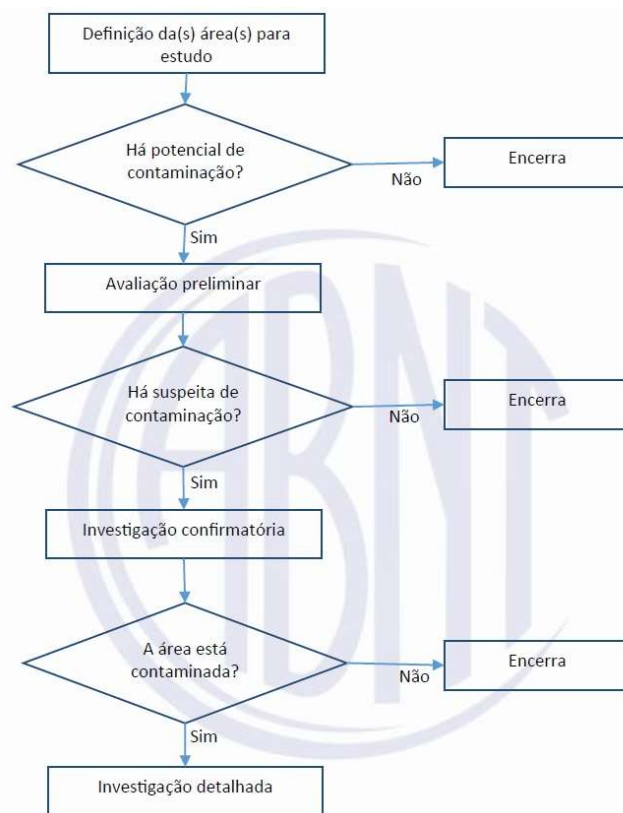 Definição da(s) área(s) para
estudo
Há potencial de
contaminação?
Encerra
Não
Sim
Avaliação preliminar
Há suspeita de
contaminação?
Encerra
Não
Sim
Investigação confirmatória
A área está
contaminada?
Encerra
Não
Sim
Investigação detalhada
ABNT